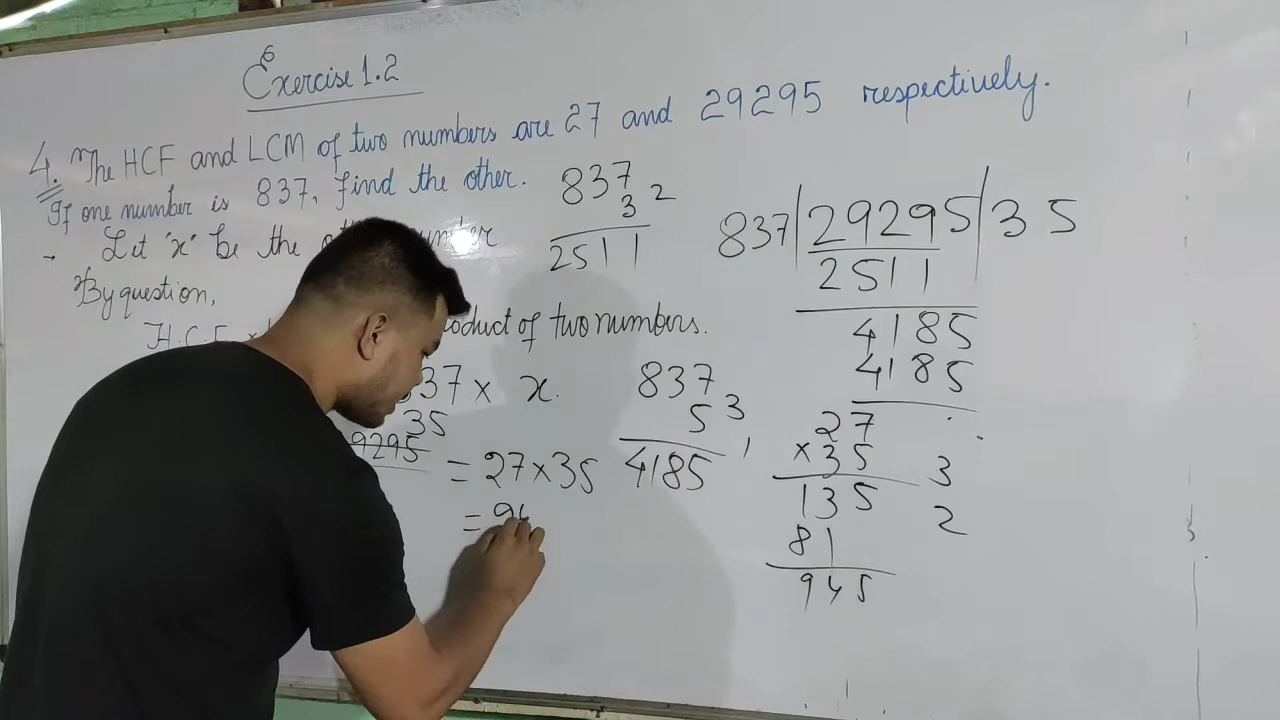 Exercise 1.2
6
4. The HCF and LCM of two numbers are 27 and 29295 respectively.
If one number is 837, find the other.
- Let 'x' be the
By question,
H.C.F × product of two numbers.
37 × x.
35
9295 = 27×35
= 94
837
3 2
2511
837
5 3
4185 1
837 29295 35
2511
4185
4185
27
×35 3
135 2
81
945